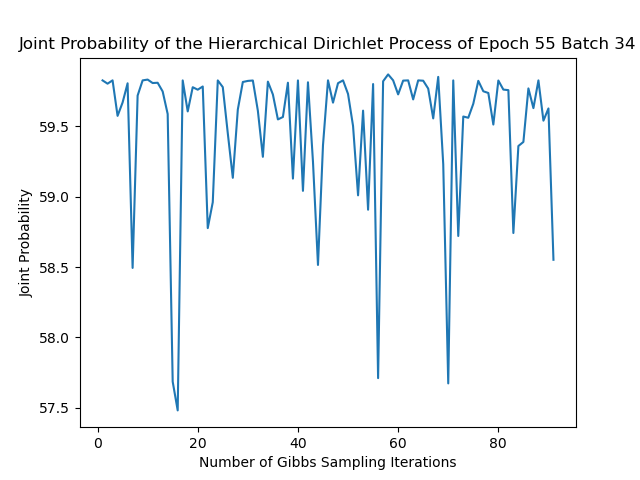 Joint Probability of the Hierarchical Dirichlet Process of Epoch 55 Batch 34
59.5
59.0
58.5
58.0
57.5
Joint Probability
0 20 40 60 80
Number of Gibbs Sampling Iterations